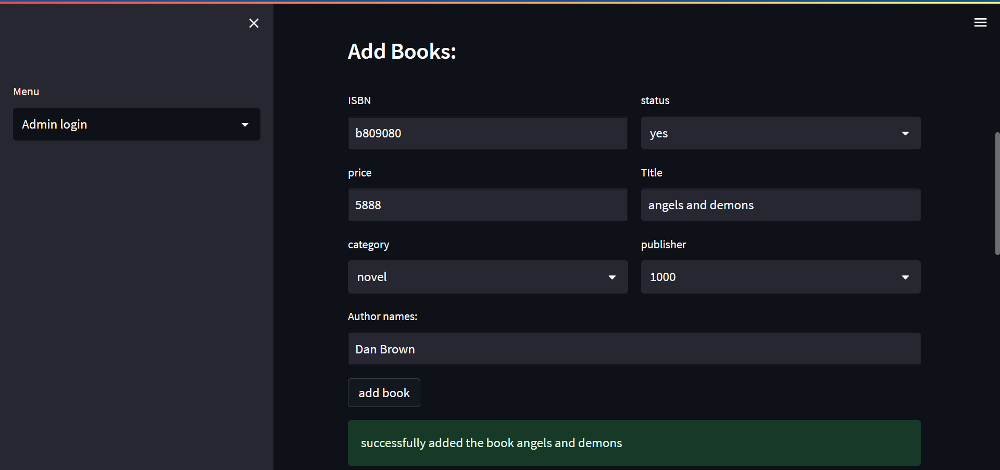 Menu
Admin login
Add Books:
ISBN
status
b809080
yes
price
TItle
5888
angels and demons
category
publisher
novel
1000
Author names:
Dan Brown
add book
successfully added the book angels and demons